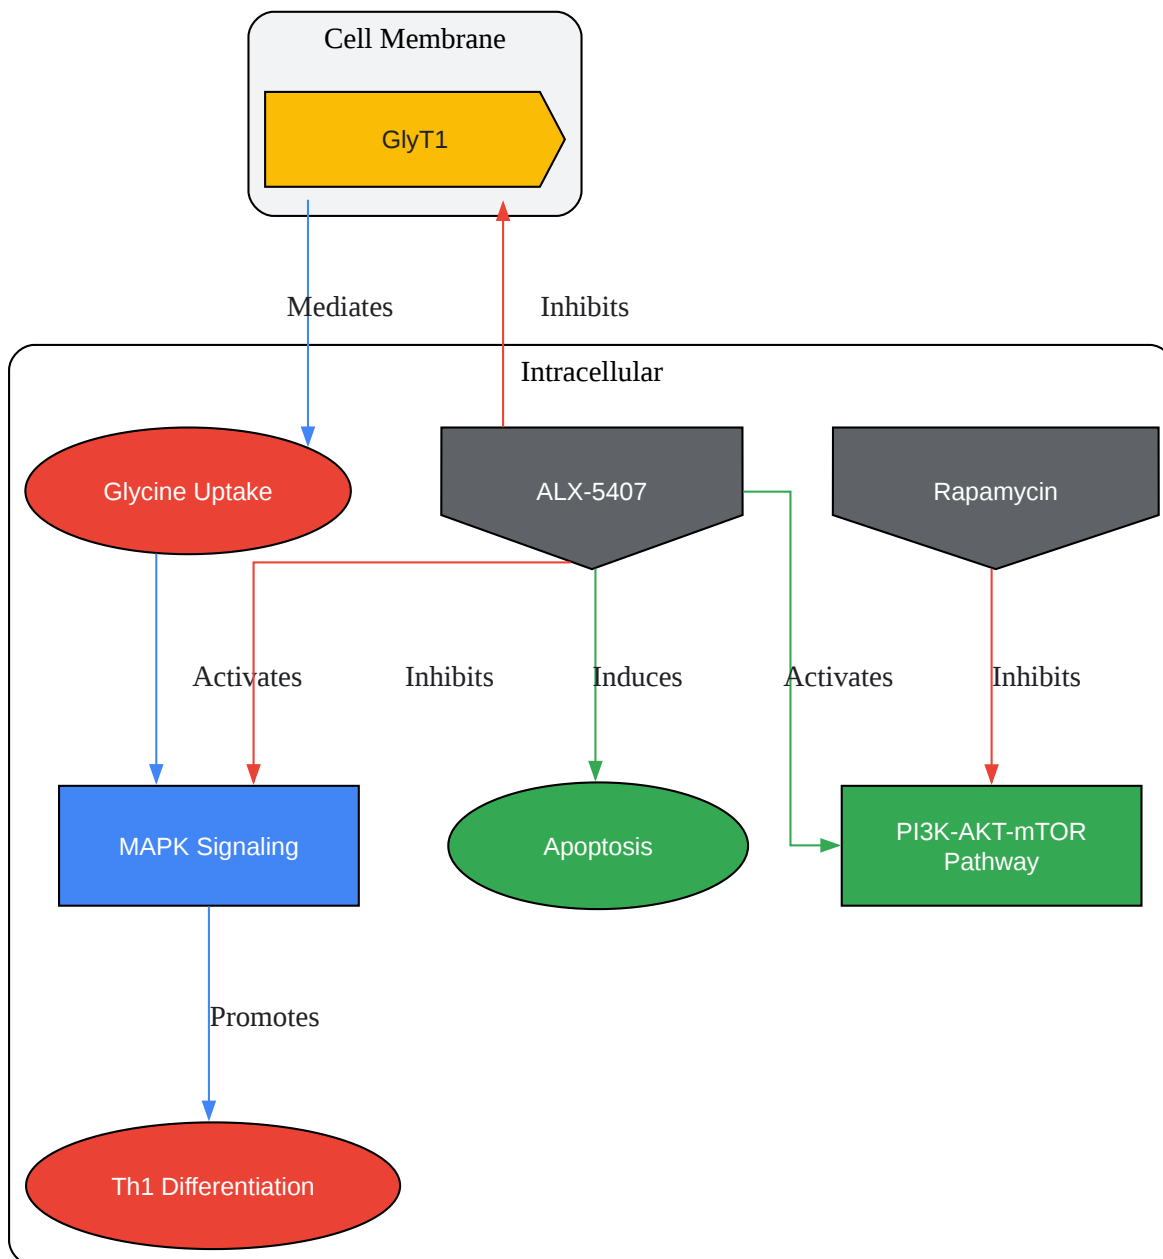 Cell Membrane
GlyT1
Mediates
Inhibits
Intracellular
Glycine Uptake
ALX-5407
Rapamycin
Activates
Inhibits
Induces
Activates
Inhibits
MAPK Signaling
Apoptosis
PI3K-AKT-mTOR
Pathway
Promotes
Th1 Differentiation